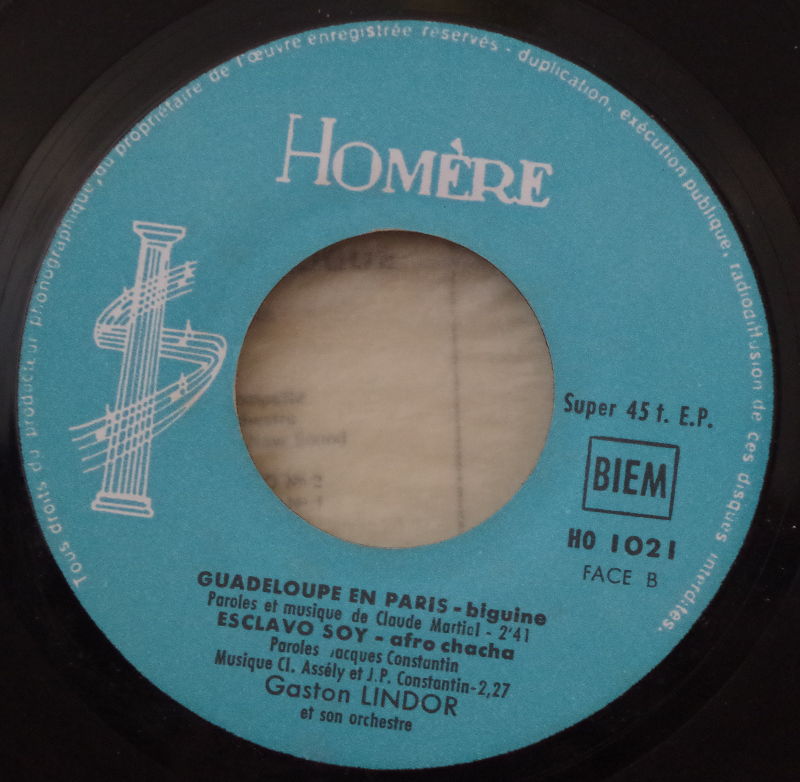 Tous droits du producteur phonographique, du propriétaire de l'œuvre enregistrée réservés - duplication, exécution publique, radiodiffusion de ces disques interdites.
HOMÈRE
Super 45 t. E.P.
BIEM
HO 1021
FACE B
GUADELOUPE EN PARIS - biguine
Paroles et musique de Claude Martial - 2'41
ESCLAVO SOY - afro chacha
Paroles Jacques Constantin
Musique Cl. Assély et J.P. Constantin-2,27
Gaston LINDOR
et son orchestre